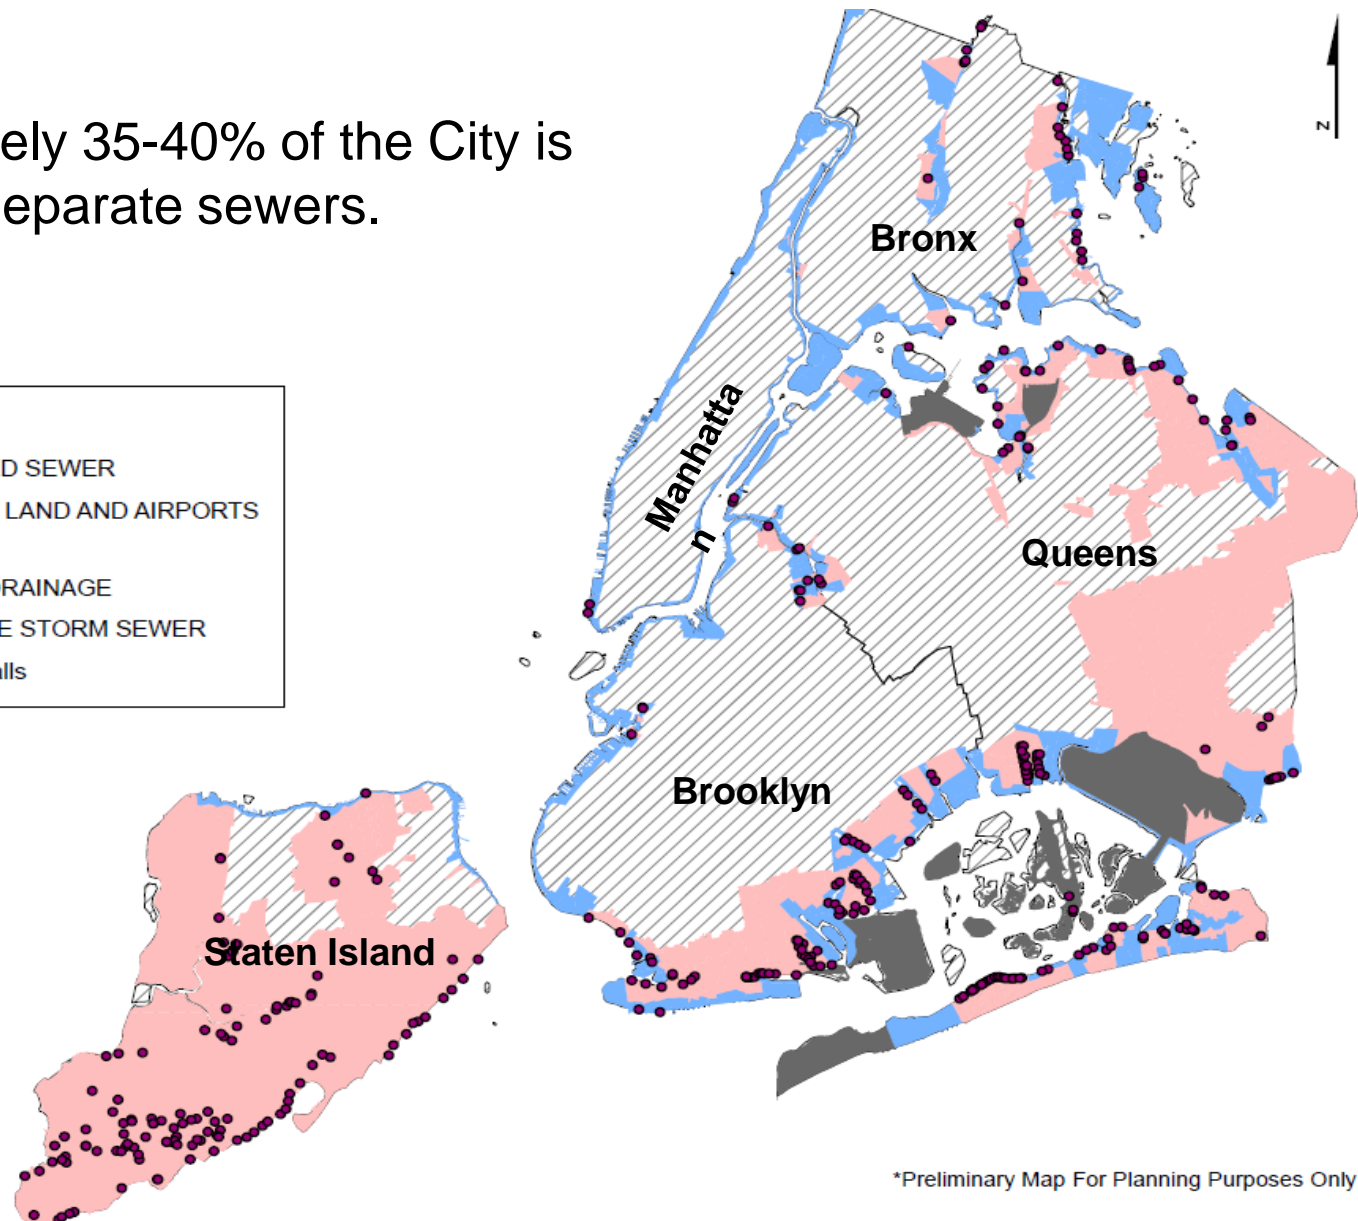 ely 35-40% of the City is
eparate sewers.
D SEWER
LAND AND AIRPORTS
RAINAGE
E STORM SEWER
alls
N
Bronx
Manhatta
n
Queens
Brooklyn
Staten Island
*Preliminary Map For Planning Purposes Only